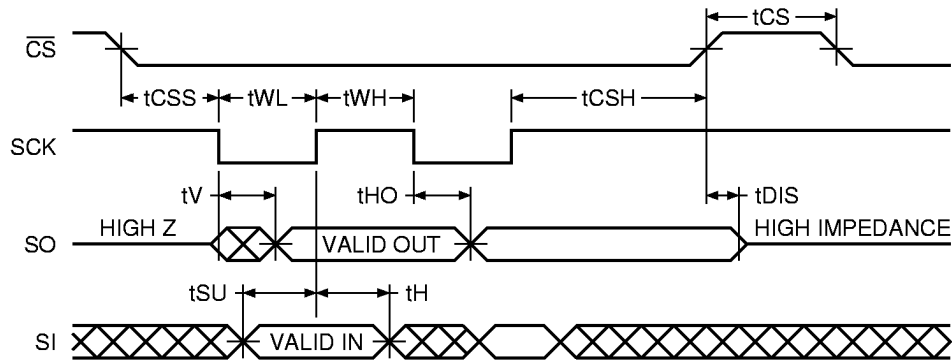 tCS
CS
tCSS tWL tWH tCSH
SCK
tV tHO tDIS
HIGH Z HIGH IMPEDANCE
SO VALID OUT
tSU tH
SI VALID IN